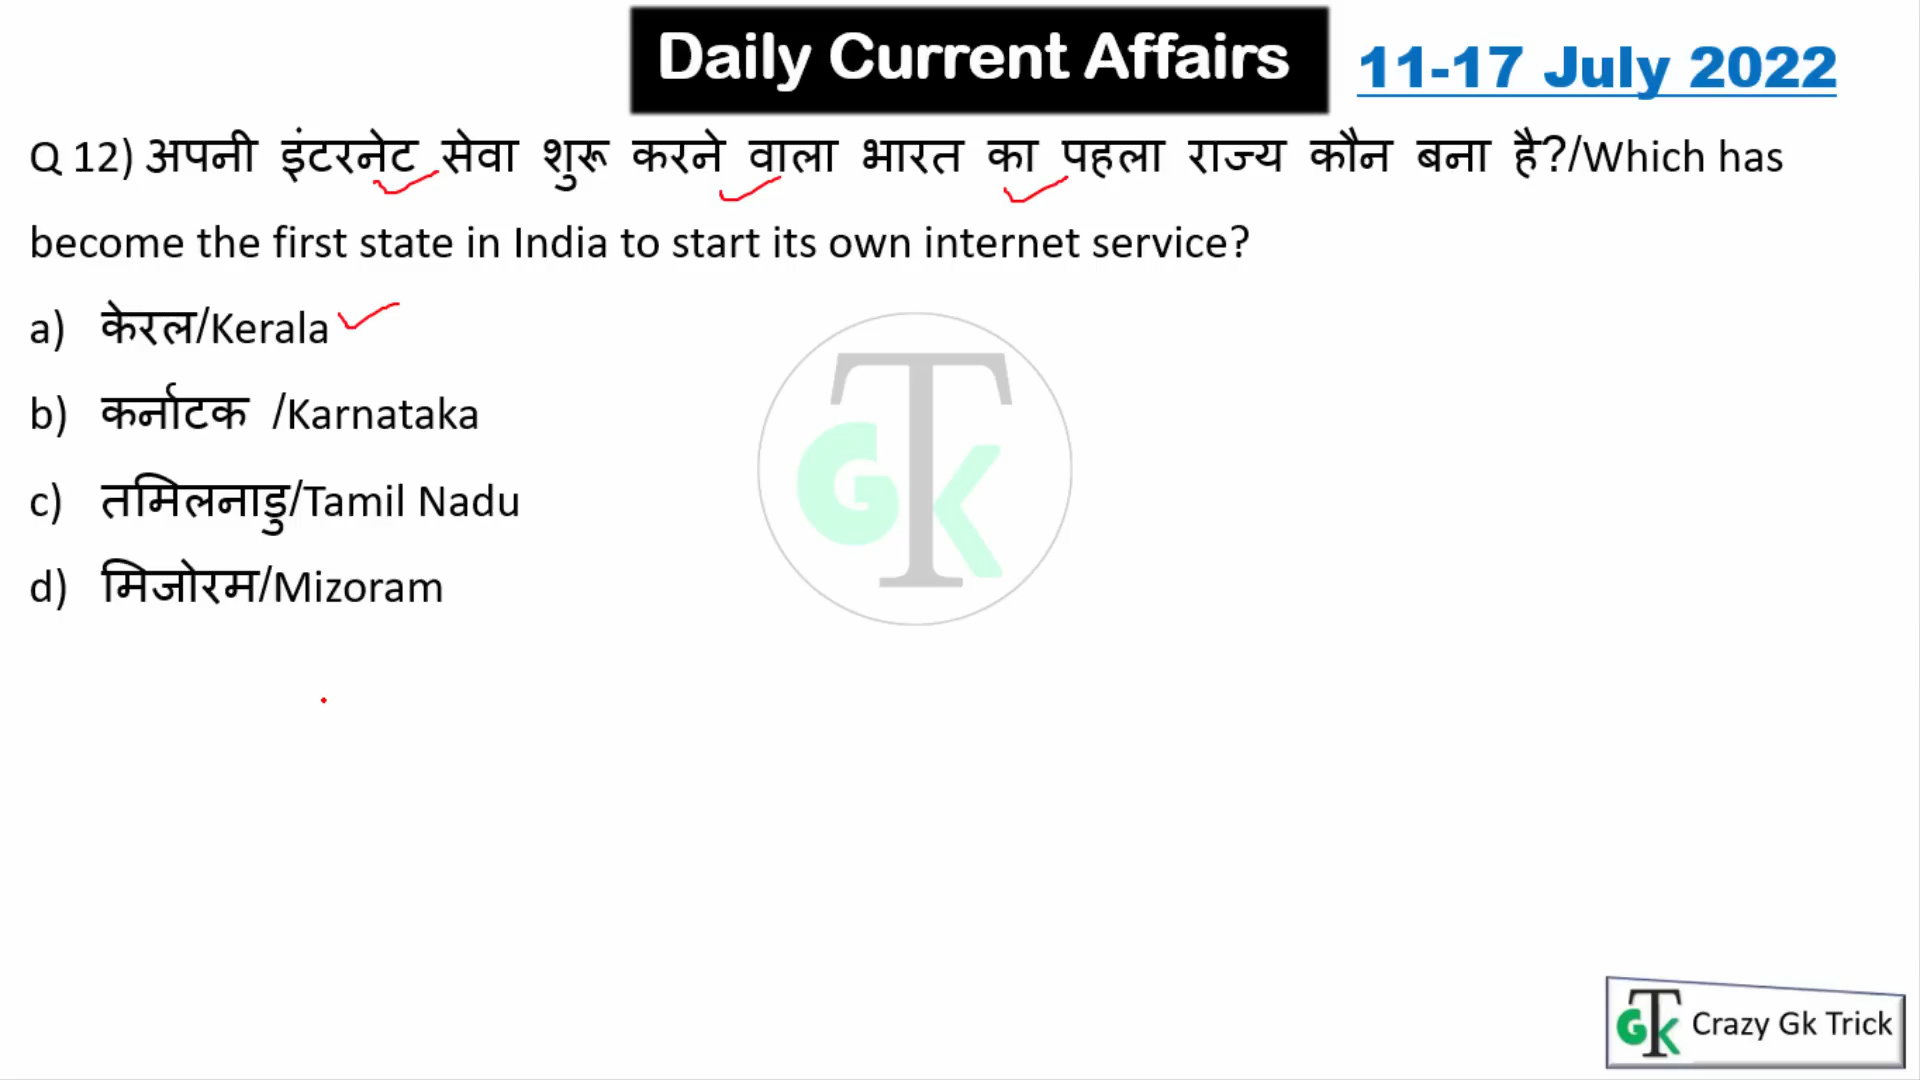 Daily Current Affairs
11-17 July 2022
Q 12) अपनी इंटरनेट सेवा शुरू करने वाला भारत का पहला राज्य कौन बना है?/Which has
become the first state in India to start its own internet service?
a) केरल/Kerala
b) कर्नाटक /Karnataka
c) तमिलनाडु/Tamil Nadu
d) मिजोरम/Mizoram
GTK
GTK Crazy Gk Trick